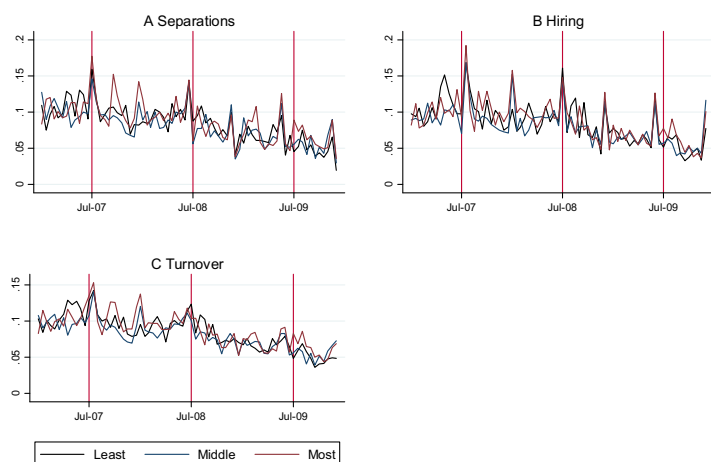 A Separations
.2
.15
.1
.05
0
Jul-07 Jul-08 Jul-09
B Hiring
.2
.15
.1
.05
0
Jul-07 Jul-08 Jul-09
C Turnover
.15
.1
.05
0
Jul-07 Jul-08 Jul-09
Least Middle Most